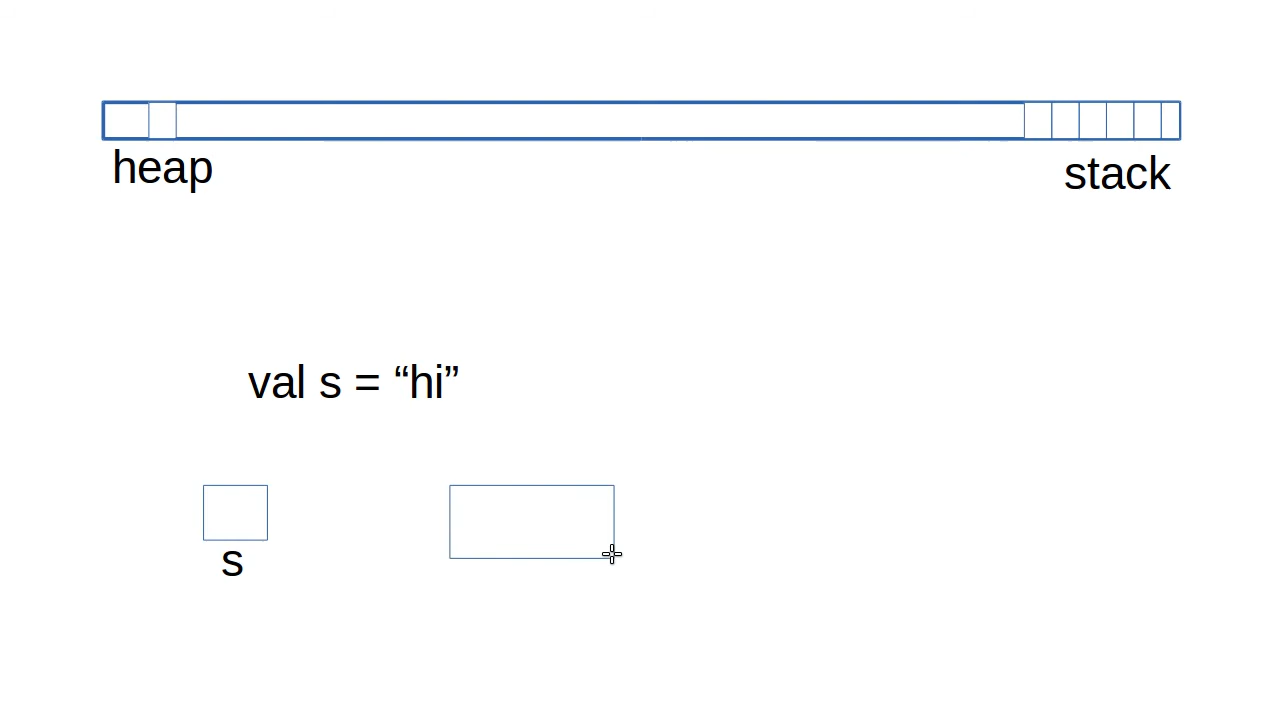 heap
stack
val s = “hi”
s